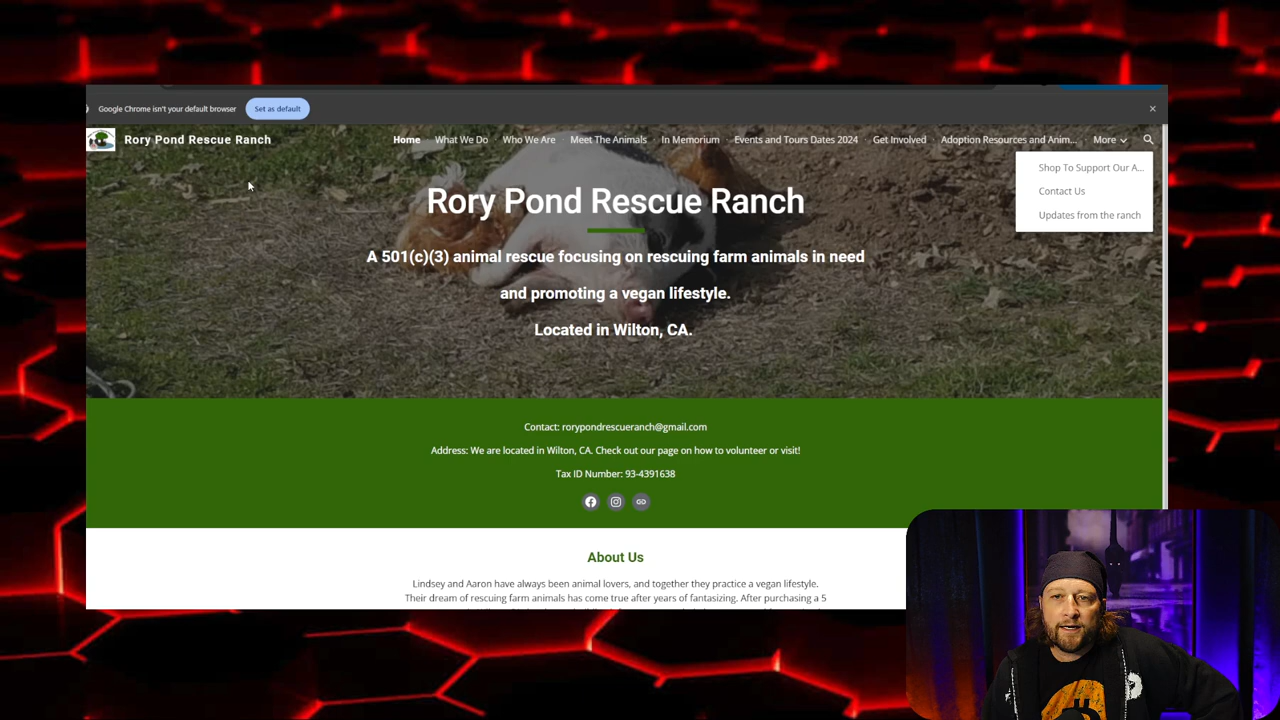 Google Chrome isn't your default browser Set as default
Rory Pond Rescue Ranch Home What We Do Who We Are Meet The Animals In Memorium Events and Tours Dates 2024 Get Involved Adoption Resources and Anim... More
Shop To Support Our A...
Contact Us
Updates from the ranch
Rory Pond Rescue Ranch
A 501(c)(3) animal rescue focusing on rescuing farm animals in need
and promoting a vegan lifestyle.
Located in Wilton, CA.
Contact: rorypondrescueranch@gmail.com
Address: We are located in Wilton, CA. Check out our page on how to volunteer or visit!
Tax ID Number: 93-4391638
About Us
Lindsey and Aaron have always been animal lovers, and together they practice a vegan lifestyle.
Their dream of rescuing farm animals has come true after years of fantasizing. After purchasing a 5